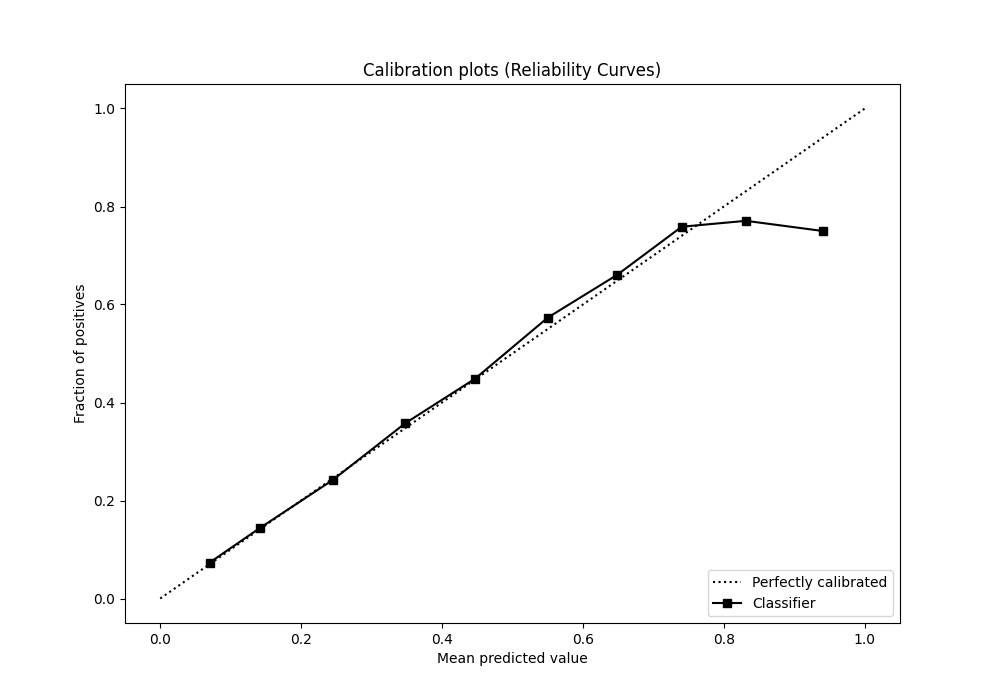 Calibration plots (Reliability Curves)
1.0
0.8
0.6
0.4
0.2
0.0
Fraction of positives
0.0 0.2 0.4 0.6 0.8 1.0
Mean predicted value
Perfectly calibrated
Classifier